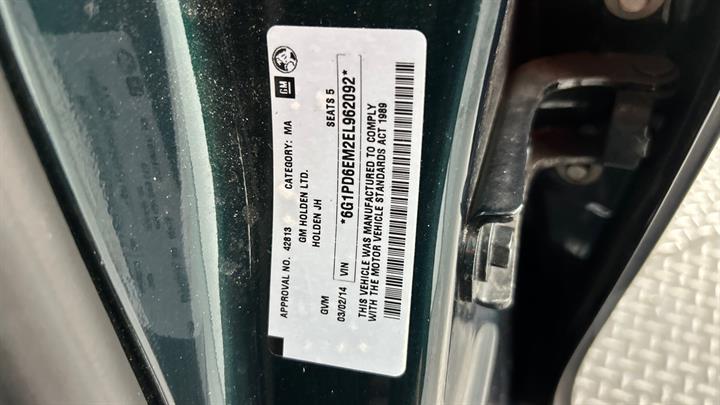 GM
APPROVAL NO. 42813 CATEGORY: MA
GM HOLDEN LTD.
HOLDEN JH SEATS 5
GVM
03/02/14 VIN *6G1PD6EM2EL962092*
THIS VEHICLE WAS MANUFACTURED TO COMPLY
WITH THE MOTOR VEHICLE STANDARDS ACT 1989